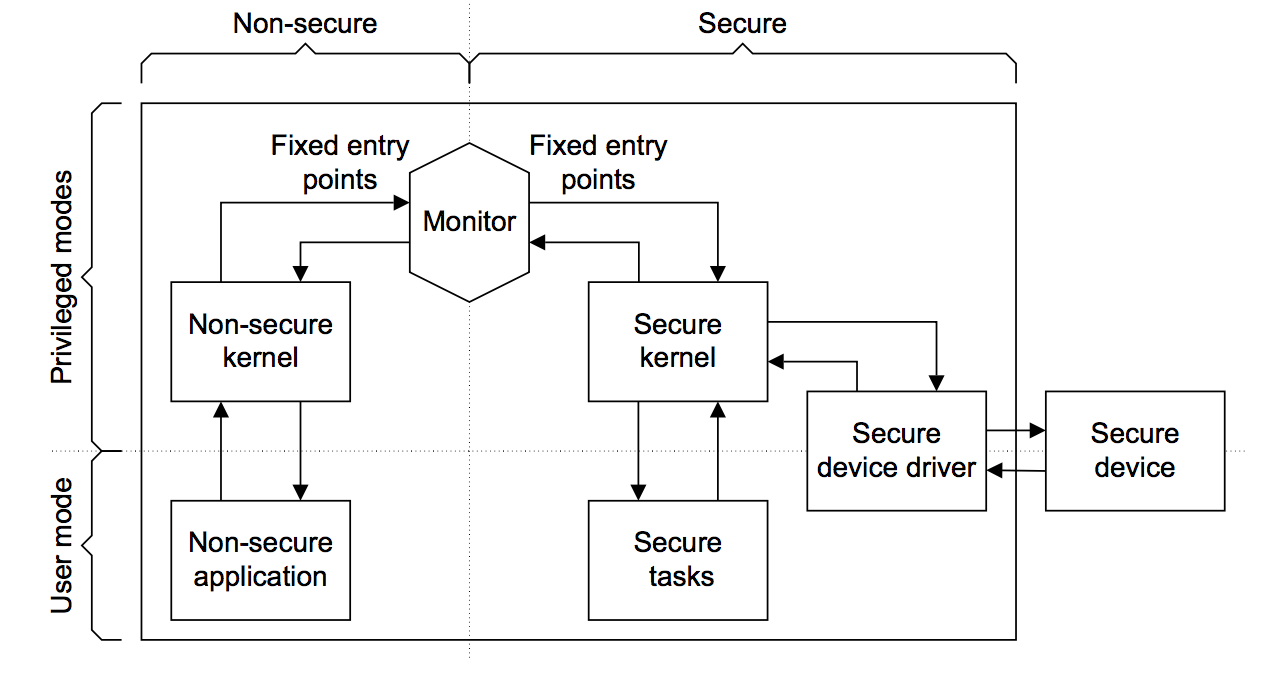 Non-secure
Secure
Privileged modes
User mode
Fixed entry
points
Fixed entry
points
Monitor
Non-secure
kernel
Secure
kernel
Secure
device driver
Secure
device
Non-secure
application
Secure
tasks